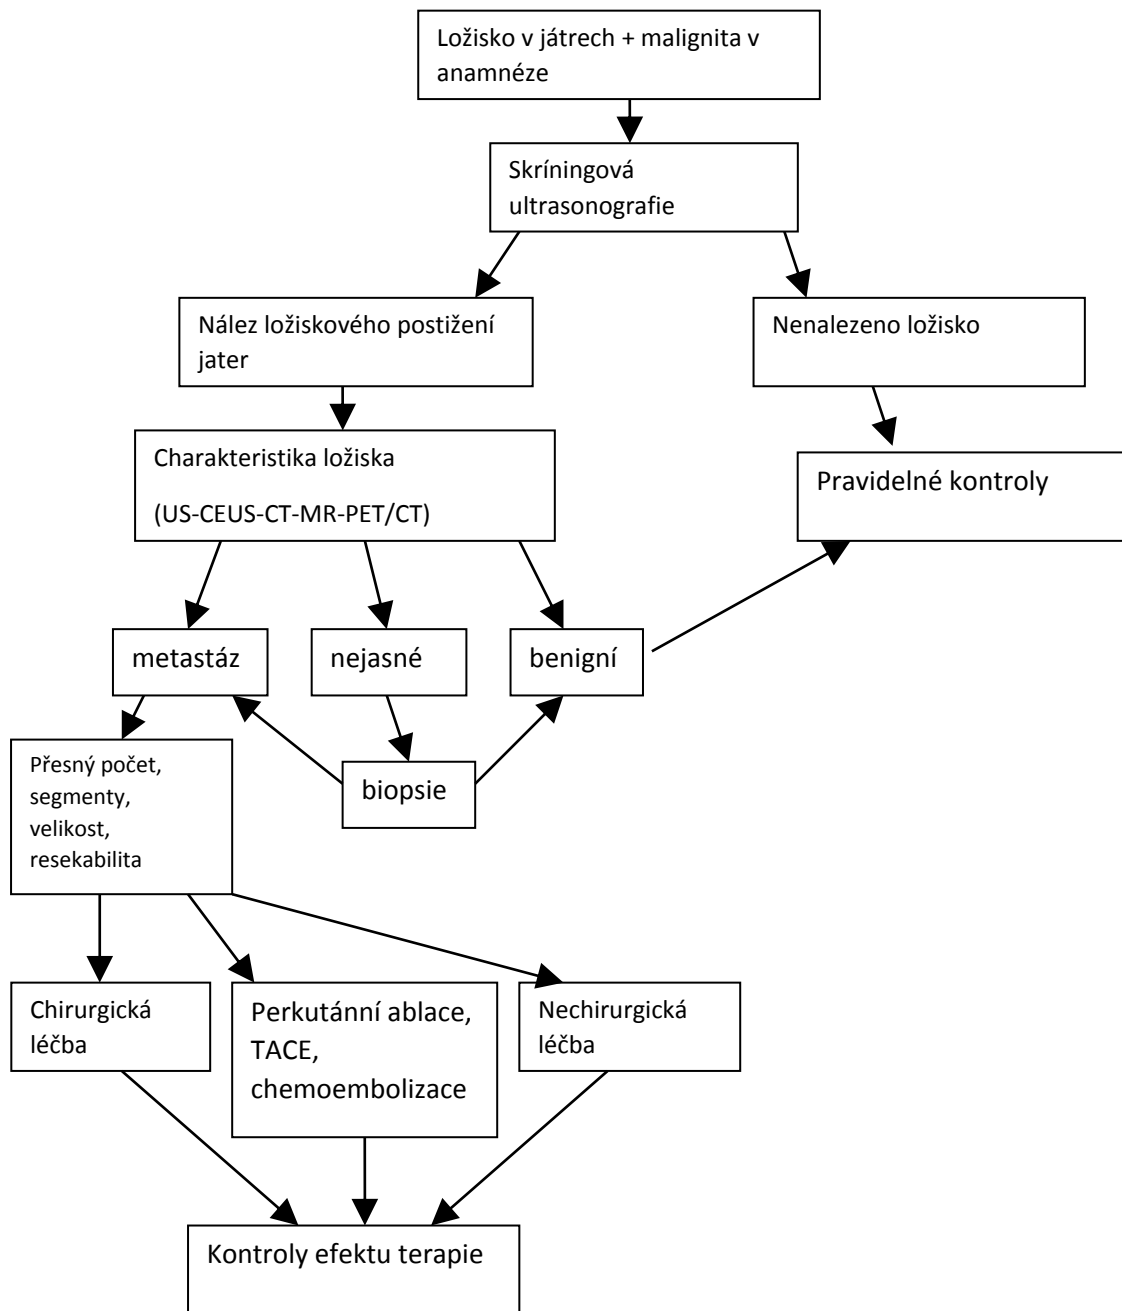 Ložisko v játrech + malignita v
anamnéze
Skríningová
ultrasonografie
Nález ložiskového postižení
jater
Nenalezeno ložisko
Charakteristika ložiska
(US-CEUS-CT-MR-PET/CT)
Pravidelné kontroly
metastáz
nejasné
benigní
Přesný počet,
segmenty,
velikost,
resekabilita
biopsie
Chirurgická
léčba
Perkutánní ablace,
TACE,
chemoembolizace
Nechirurgická
léčba
Kontroly efektu terapie